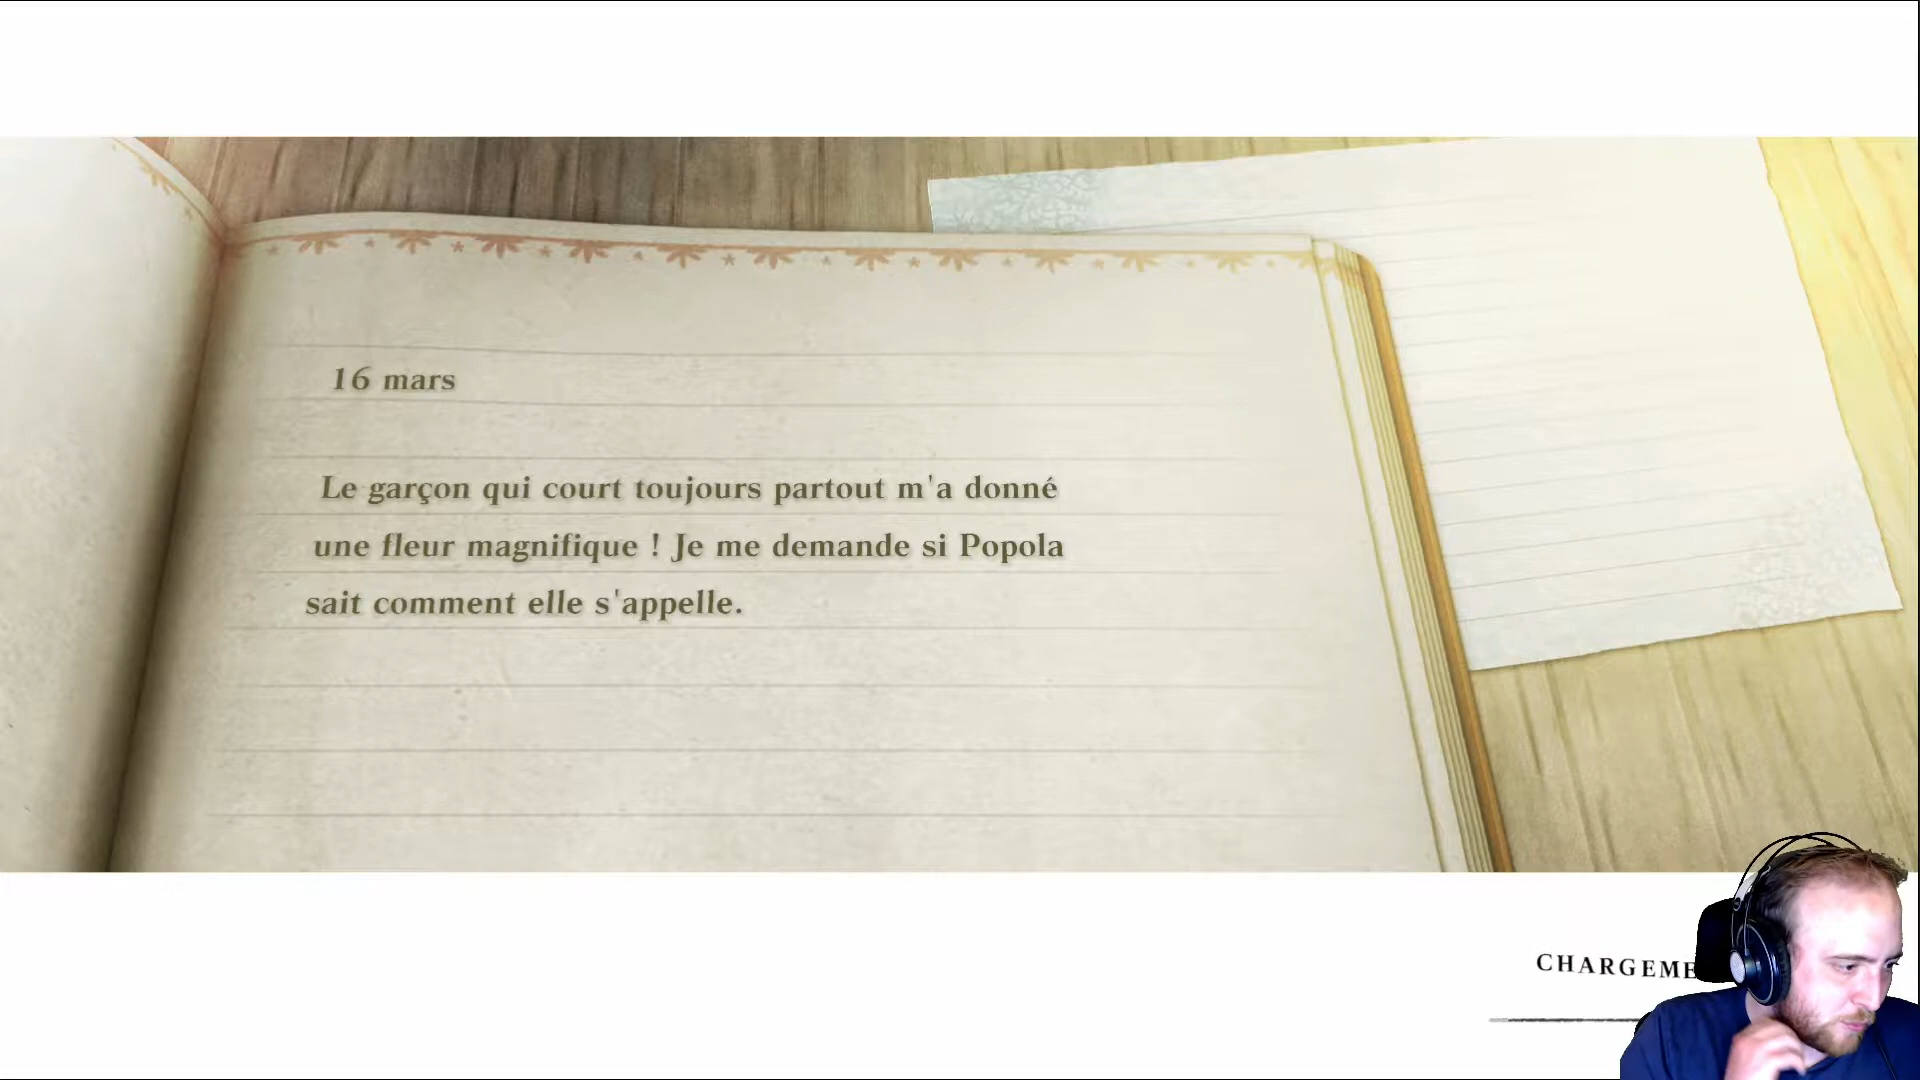 16 mars
Le garçon qui court toujours partout m'a donné
une fleur magnifique ! Je me demande si Popola
sait comment elle s'appelle.
CHARGEME